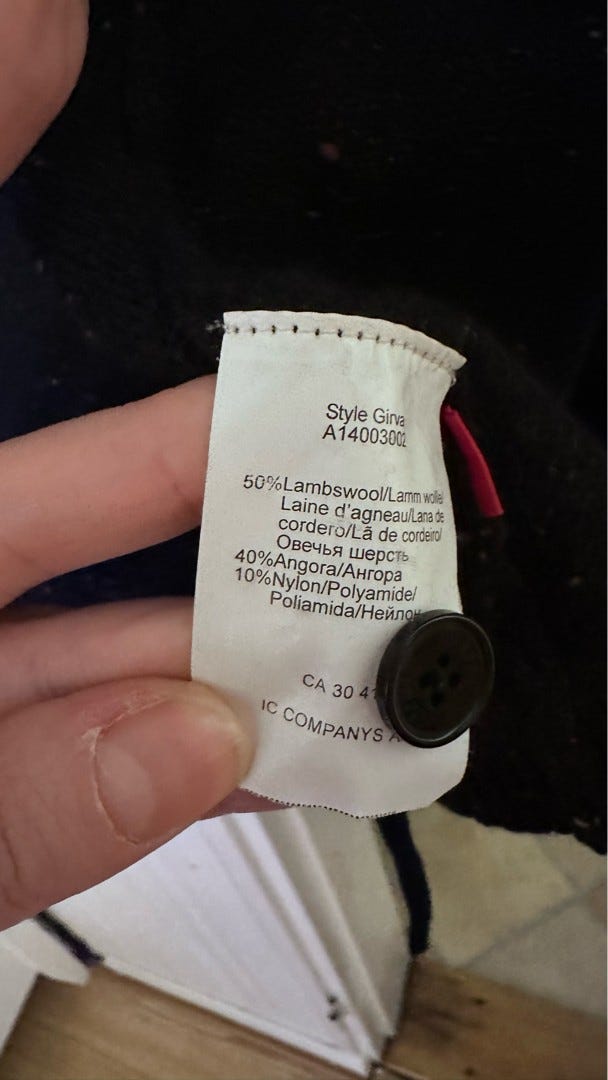 Style Girva
A14003002
50%Lambswool/Lamm wolle/
Laine d'agneau/Lana de
cordero/Lã de cordeiro/
Овечья шерсть
40%Angora/Ангора
10%Nylon/Polyamide/
Poliamida/Нейлон
CA 30 41
IC COMPANYS A